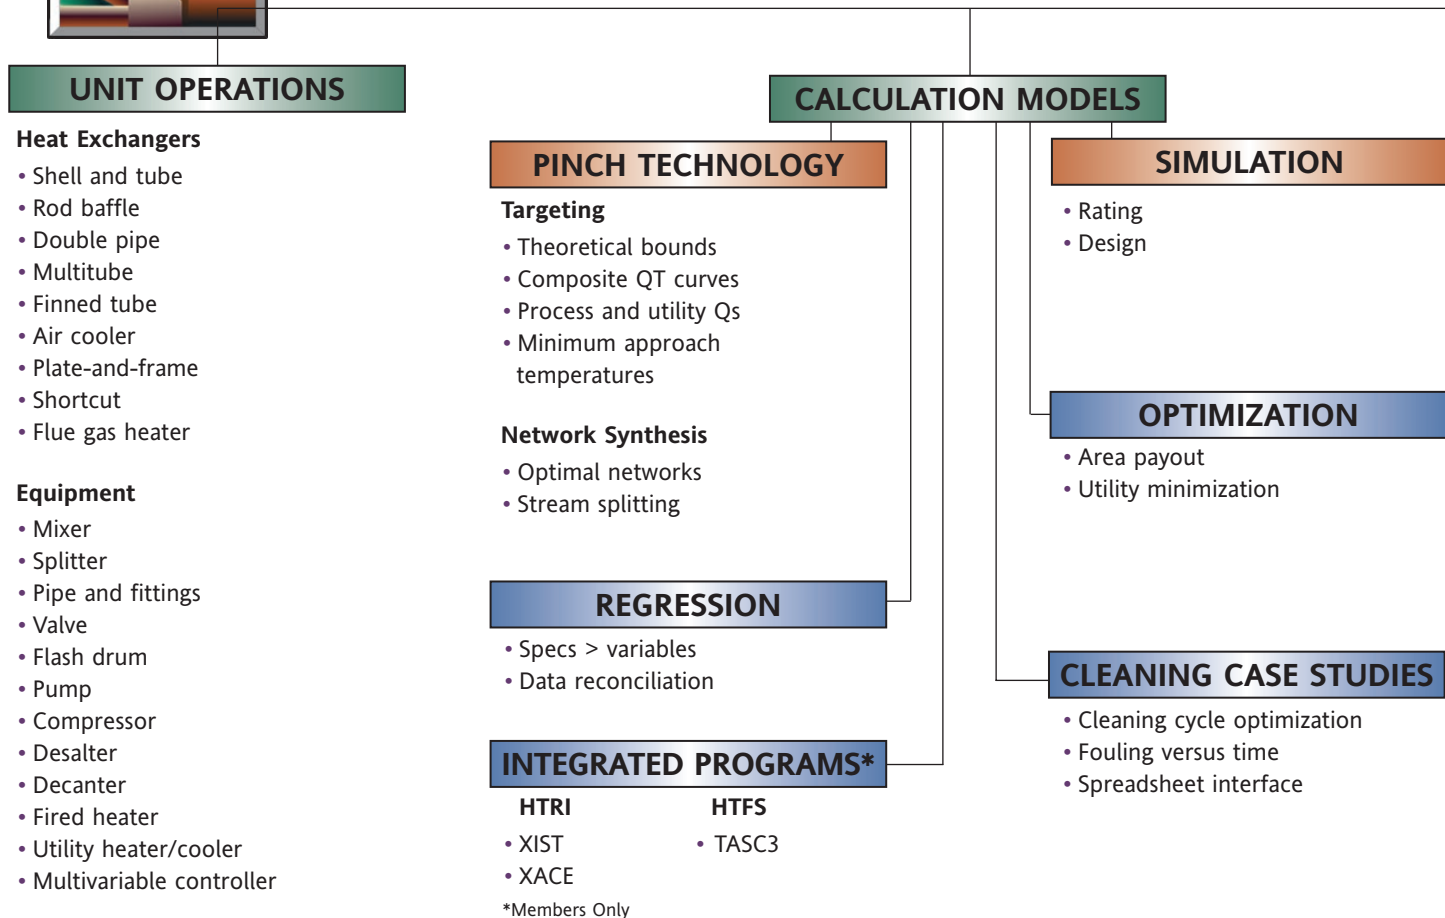 UNIT OPERATIONS
Heat Exchangers
• Shell and tube
• Rod baffle
• Double pipe
• Multitube
• Finned tube
• Air cooler
• Plate-and-frame
• Shortcut
• Flue gas heater
Equipment
• Mixer
• Splitter
• Pipe and fittings
• Valve
• Flash drum
• Pump
• Compressor
• Desalter
• Decanter
• Fired heater
• Utility heater/cooler
• Multivariable controller
CALCULATION MODELS
PINCH TECHNOLOGY
Targeting
• Theoretical bounds
• Composite QT curves
• Process and utility Qs
• Minimum approach
temperatures
Network Synthesis
• Optimal networks
• Stream splitting
REGRESSION
• Specs > variables
• Data reconciliation
INTEGRATED PROGRAMS*
HTRI
• XIST
• XACE
HTFS
• TASC3
*Members Only
SIMULATION
• Rating
• Design
OPTIMIZATION
• Area payout
• Utility minimization
CLEANING CASE STUDIES
• Cleaning cycle optimization
• Fouling versus time
• Spreadsheet interface